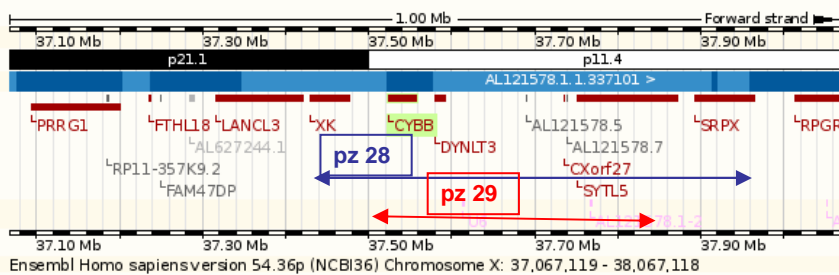 1.00 Mb Forward strand
37.10 Mb 37.30 Mb 37.50 Mb 37.70 Mb 37.90 Mb
p21.1 p11.4
AL121578.1.1.337101 >
PRRG1 FTHL18 LANCL3 XK CYBB AL121578.5 SRPX RPGR
AL627244.1 DYNLT3 AL121578.7
RP11-357K9.2 CXorf27
FAM47DP SYTL5
pz 28
pz 29
U6
37.10 Mb 37.30 Mb 37.50 Mb 37.70 Mb 37.90 Mb
Ensembl Homo sapiens version 54.36p (NCBI36) Chromosome X: 37,067,119 - 38,067,118